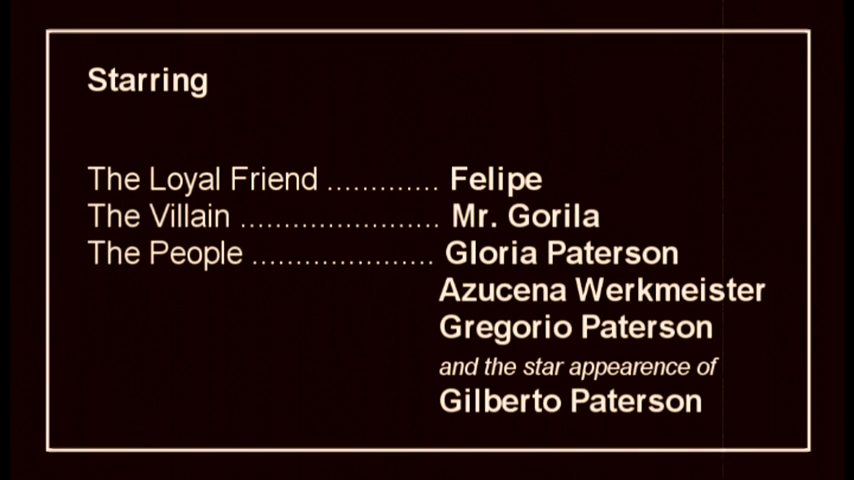 Starring
The Loyal Friend ............. Felipe
The Villain ...................... Mr. Gorila
The People .................... Gloria Paterson
Azucena Werkmeister
Gregorio Paterson
and the star appearence of
Gilberto Paterson